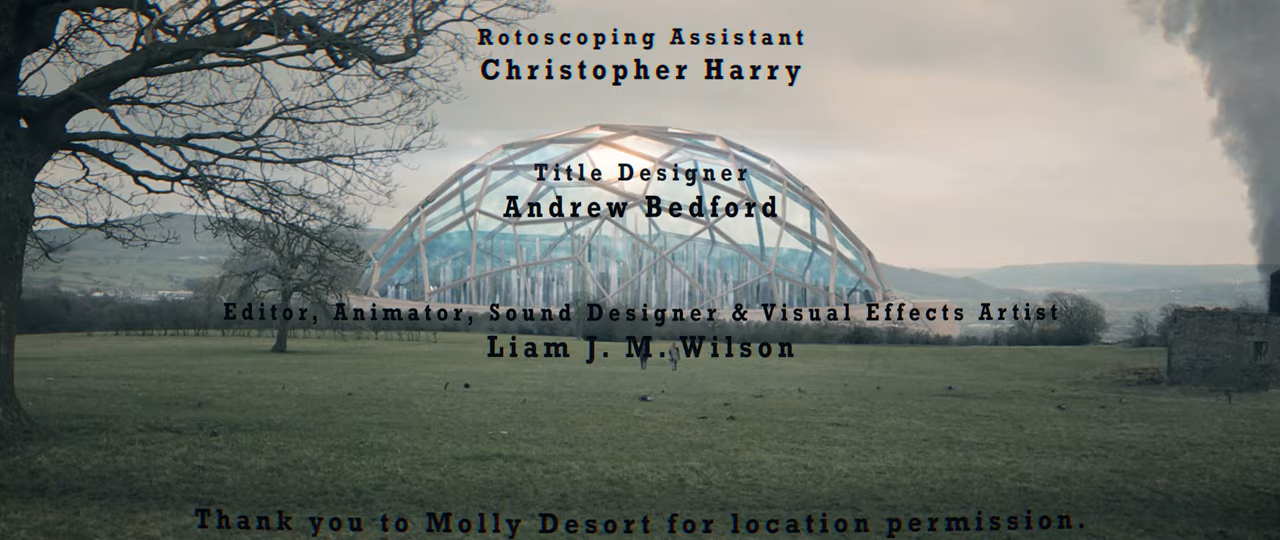 Rotoscoping Assistant
Christopher Harry
Title Designer
Andrew Bedford
Editor, Animator, Sound Designer & Visual Effects Artist
Liam J. M. Wilson
Thank you to Molly Desort for location permission.